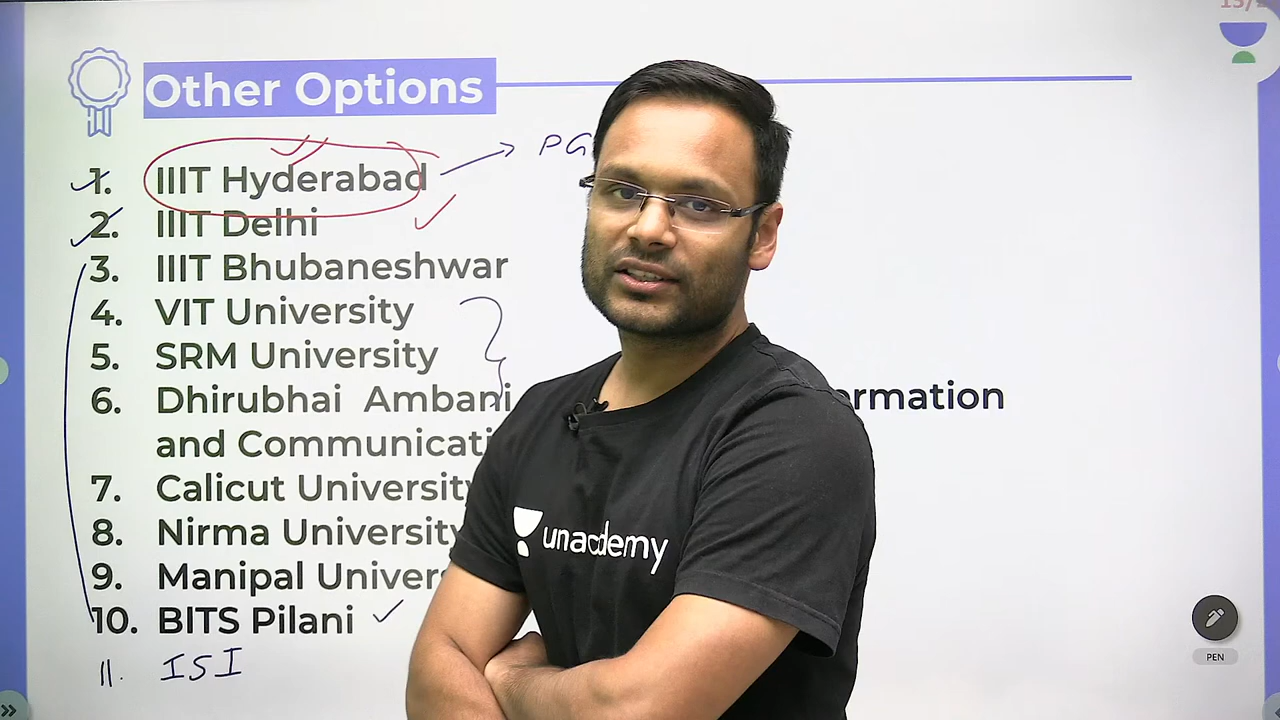 Other Options
PG
1. IIIT Hyderabad
2. IIIT Delhi
3. IIIT Bhubaneshwar
4. VIT University
5. SRM University
6. Dhirubhai Ambani
and Communicati
7. Calicut University
8. Nirma University
9. Manipal Univers
10. BITS Pilani
11. ISI
unacademy
PEN